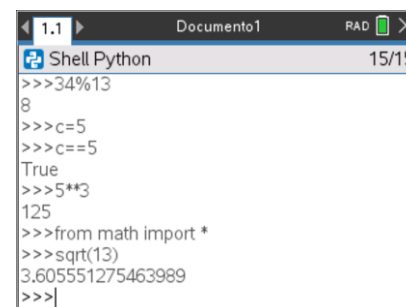 1.1 Documento1 RAD
Shell Python 15/15
>>>34%13
8
>>>c=5
>>>c==5
True
>>>5**3
125
>>>from math import *
>>>sqrt(13)
3.605551275463989
>>>